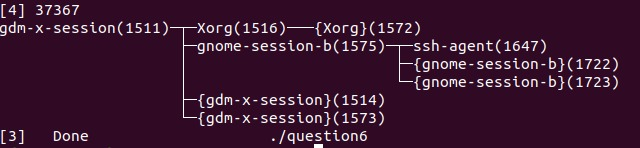 [4] 37367
gdm-x-session(1511)─┬─Xorg(1516)───{Xorg}(1572)
                    ├─gnome-session-b(1575)─┬─ssh-agent(1647)
                    │                       ├─{gnome-session-b}(1722)
                    │                       └─{gnome-session-b}(1723)
                    ├─{gdm-x-session}(1514)
                    └─{gdm-x-session}(1573)
[3]   Done                    ./question6